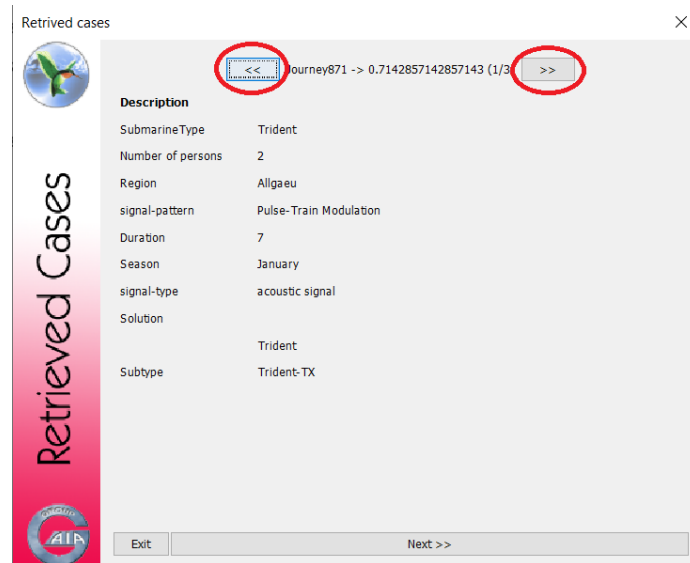 Retrived cases
<< Journey871 -> 0.7142857142857143 (1/3 >>
Description
SubmarineType Trident
Number of persons 2
Region Allgaeu
signal-pattern Pulse-Train Modulation
Duration 7
Season January
signal-type acoustic signal
Solution
Trident
Subtype Trident-TX
Retrieved Cases
GAIA
Exit Next >>